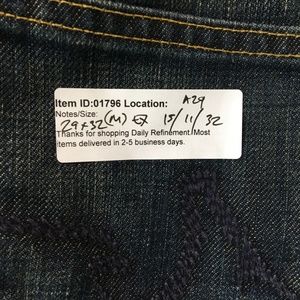 Item ID:01796 Location: A29
Notes/Size:
29x32 (M) EX 15/11/32
Thanks for shopping Daily Refinement. Most
items delivered in 2-5 business days.